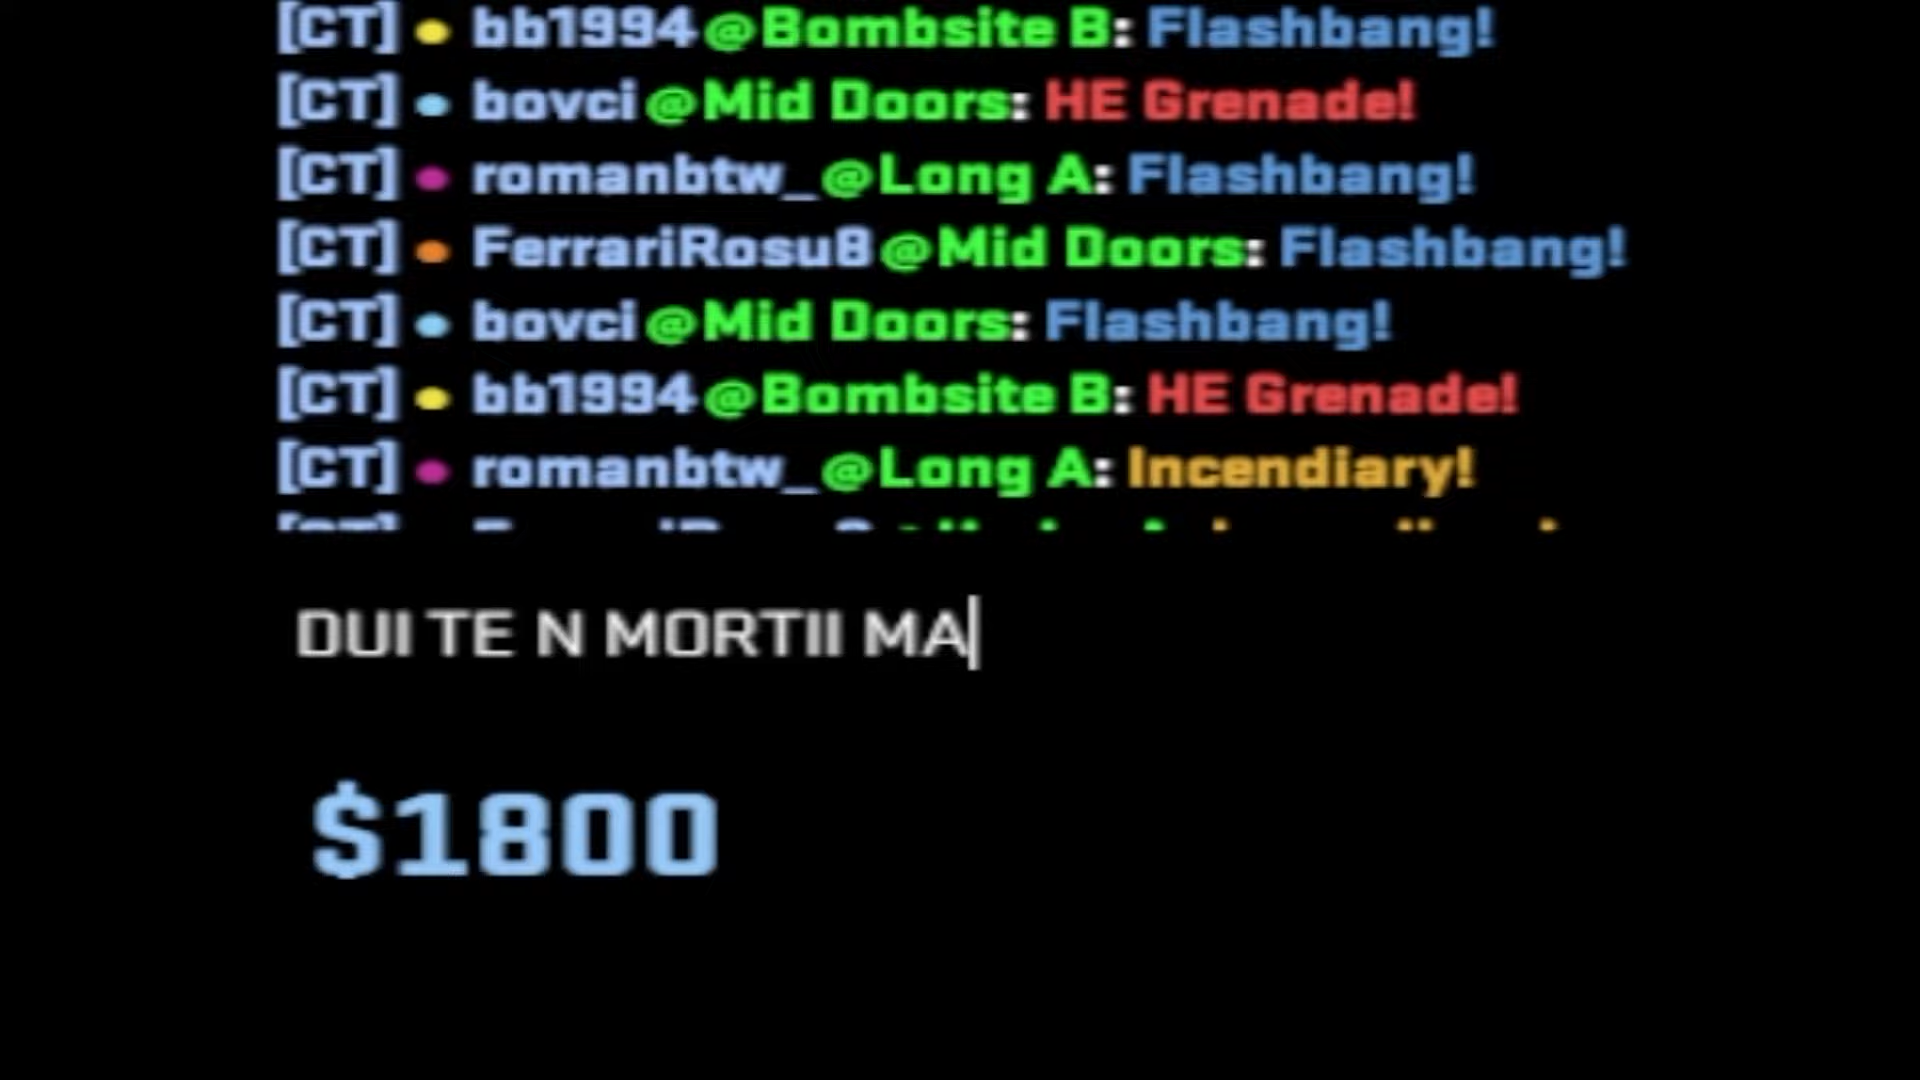 [CT] • bb1994@Bombsite B: Flashbang!
[CT] • bovci@Mid Doors: HE Grenade!
[CT] • romanbtw_@Long A: Flashbang!
[CT] • FerrariRosu8@Mid Doors: Flashbang!
[CT] • bovci@Mid Doors: Flashbang!
[CT] • bb1994@Bombsite B: HE Grenade!
[CT] • romanbtw_@Long A: Incendiary!
DUI TE N MORTII MA
$1800